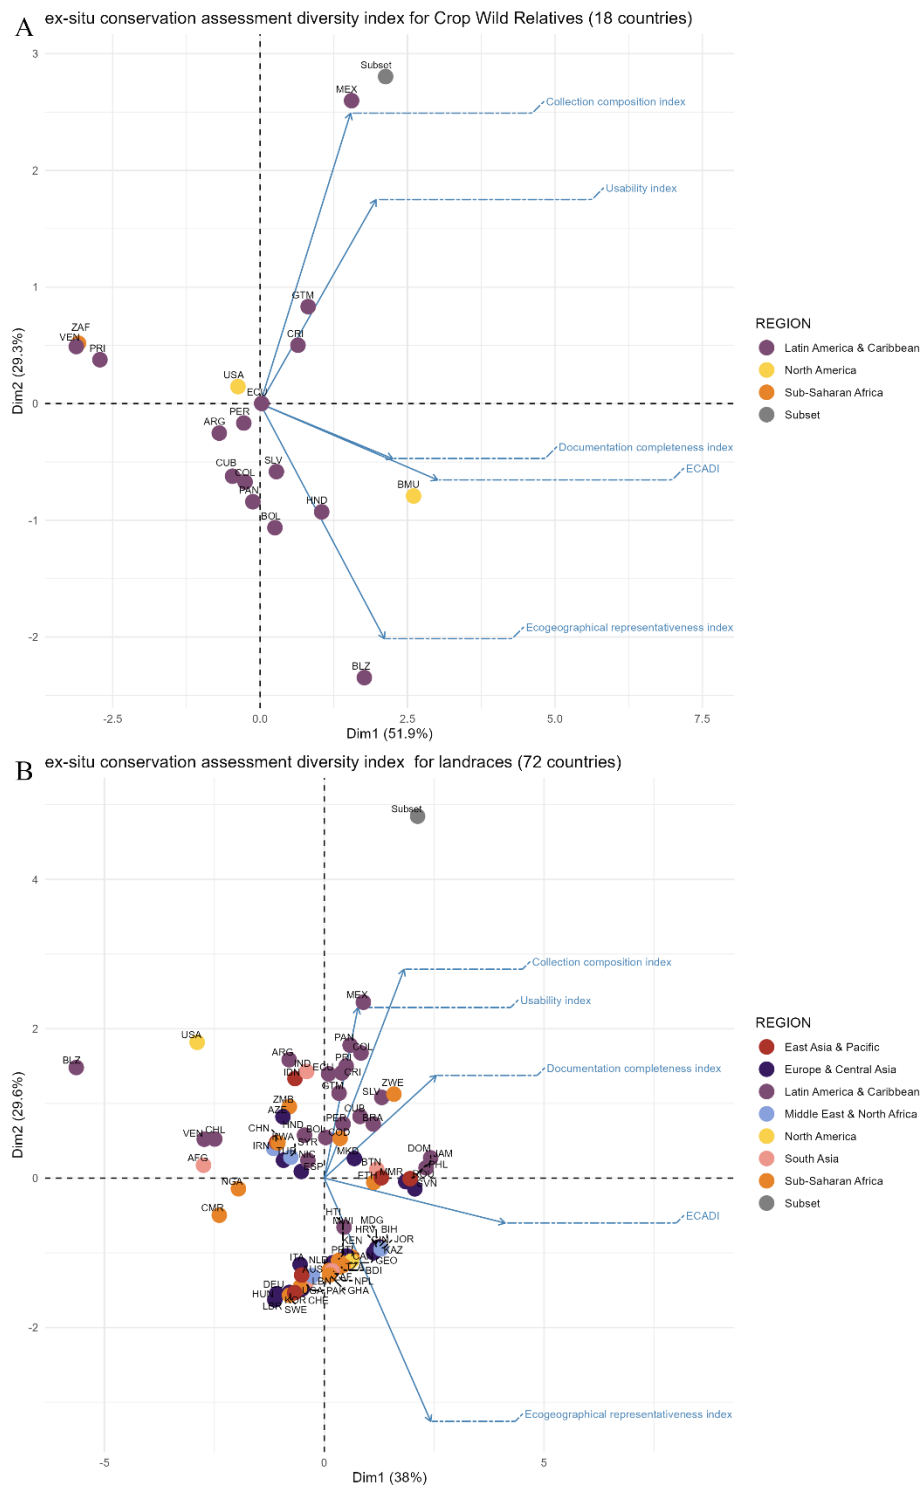 A
ex-situ conservation assessment diversity index for Crop Wild Relatives (18 countries)
3
Subset
MEX
Collection composition index
2
Usability index
Dim2 (29.3%)
1
GTM
CRI
ZAF
VEN
PRI
USA
ECU
0
PER
ARG
CUB
COL
SLV
PAN
BOL
HND
BMU
Documentation completeness index
ECADI
-1
-2
Ecogeographical representativeness index
BLZ
-2.5
0.0
2.5
5.0
7.5
Dim1 (51.9%)
REGION
Latin America & Caribbean
North America
Sub-Saharan Africa
Subset
B
ex-situ conservation assessment diversity index for landraces (72 countries)
Subset
4
Collection composition index
MEX
Usability index
2
USA
Dim2 (29.6%)
PAN
COL
ARG
PRI
BLZ
IND
ECU
CRI
IDN
GTM
Documentation completeness index
ZWE
SLV
ZMB
AZE
CUB
HND
PER
BRA
CHN
BOL
COD
VEN
CHL
RWA
IRN
TUR
SYR
NIC
MKD
DOM
JAM
AFG
ESP
BTN
PHL
ETH
MMR
0
SVN
NGA
CMR
HTI
MWI
MDG
HRV
BIH
ECADI
KEN
JOR
KAZ
GEO
ITA
NLD
BDI
AUS
DEU
LBN
ZAF
NPL
HUN
PAK
GHA
LBR
KOR
CHE
SWE
-2
Ecogeographical representativeness index
-5
0
5
Dim1 (38%)
REGION
East Asia & Pacific
Europe & Central Asia
Latin America & Caribbean
Middle East & North Africa
North America
South Asia
Sub-Saharan Africa
Subset